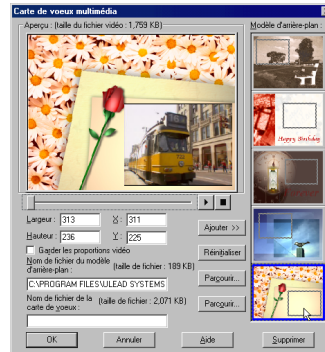 Carte de voeux multimédia
Aperçu : (taille du fichier vidéo : 1,759 KB)
Modèle d'arrière-plan :
Happy Birthday
Largeur : 313 X : 311
Hauteur : 236 Y : 225
Ajouter >>
Garder les proportions vidéo
Réinitialiser
Nom de fichier du modèle d'arrière-plan : (taille de fichier : 189 KB)
C:\PROGRAM FILES\ULEAD SYSTEMS
Parcourir...
Nom de fichier de la carte de voeux : (taille de fichier : 2,071 KB)
Parcourir...
OK Annuler Aide Supprimer